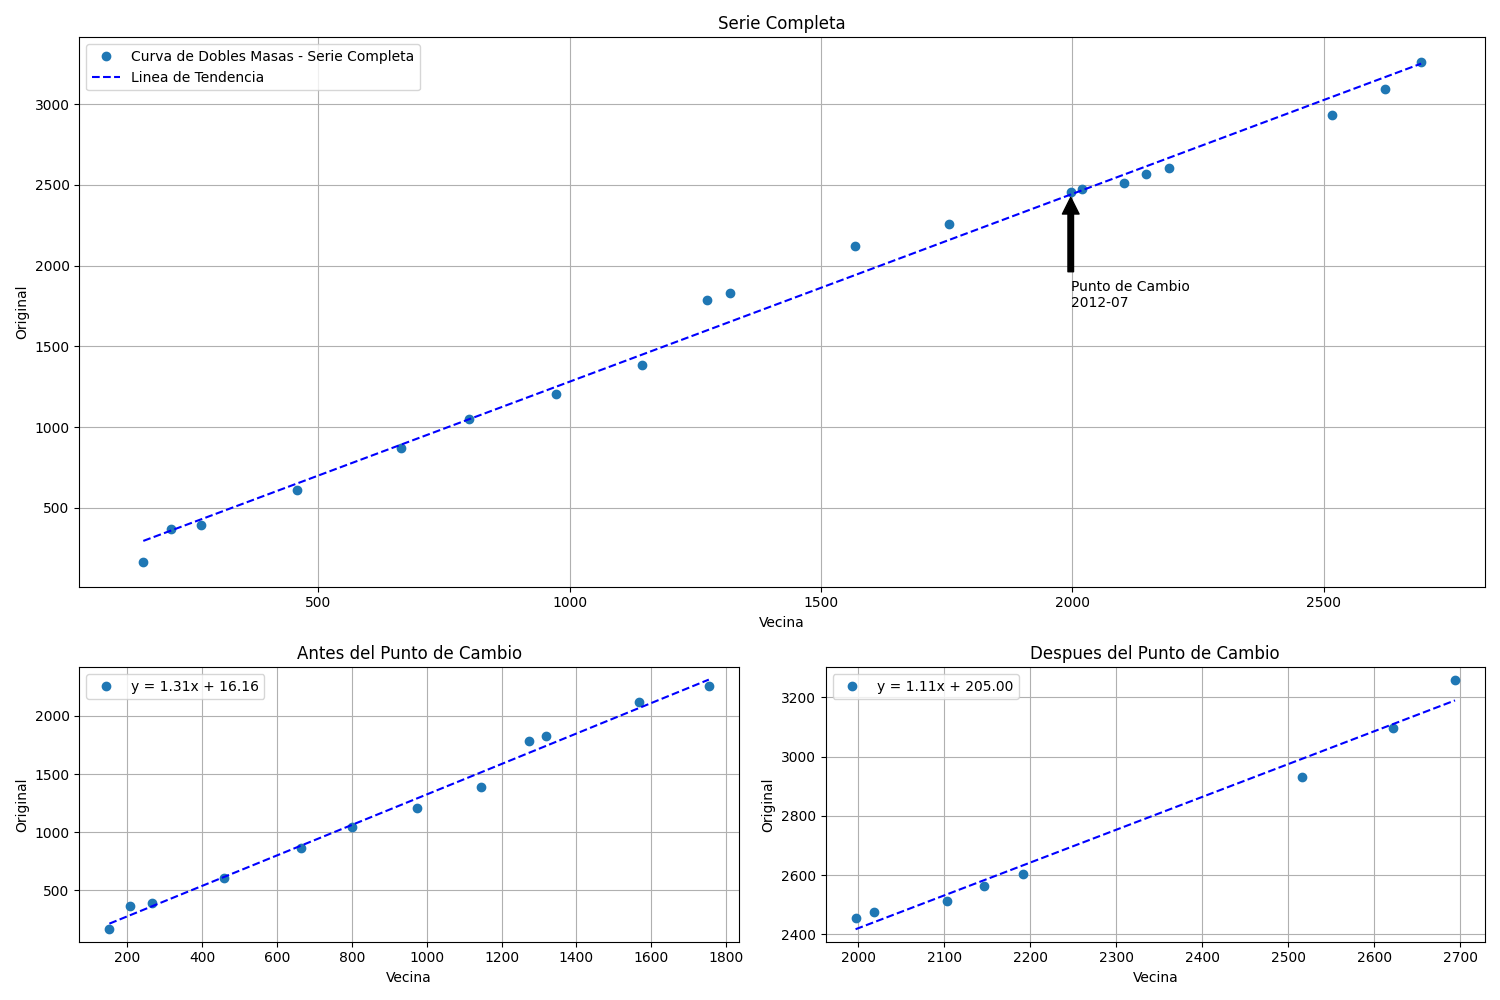 Serie Completa
Curva de Dobles Masas - Serie Completa
Linea de Tendencia
3000
2500
2000
1500
1000
500
Original
Punto de Cambio
2012-07
500
1000
1500
2000
2500
Vecina
Antes del Punto de Cambio
y = 1.31x + 16.16
2000
1500
1000
500
Original
200
400
600
800
1000
1200
1400
1600
1800
Vecina
Despues del Punto de Cambio
y = 1.11x + 205.00
3200
3000
2800
2600
2400
Original
2000
2100
2200
2300
2400
2500
2600
2700
Vecina